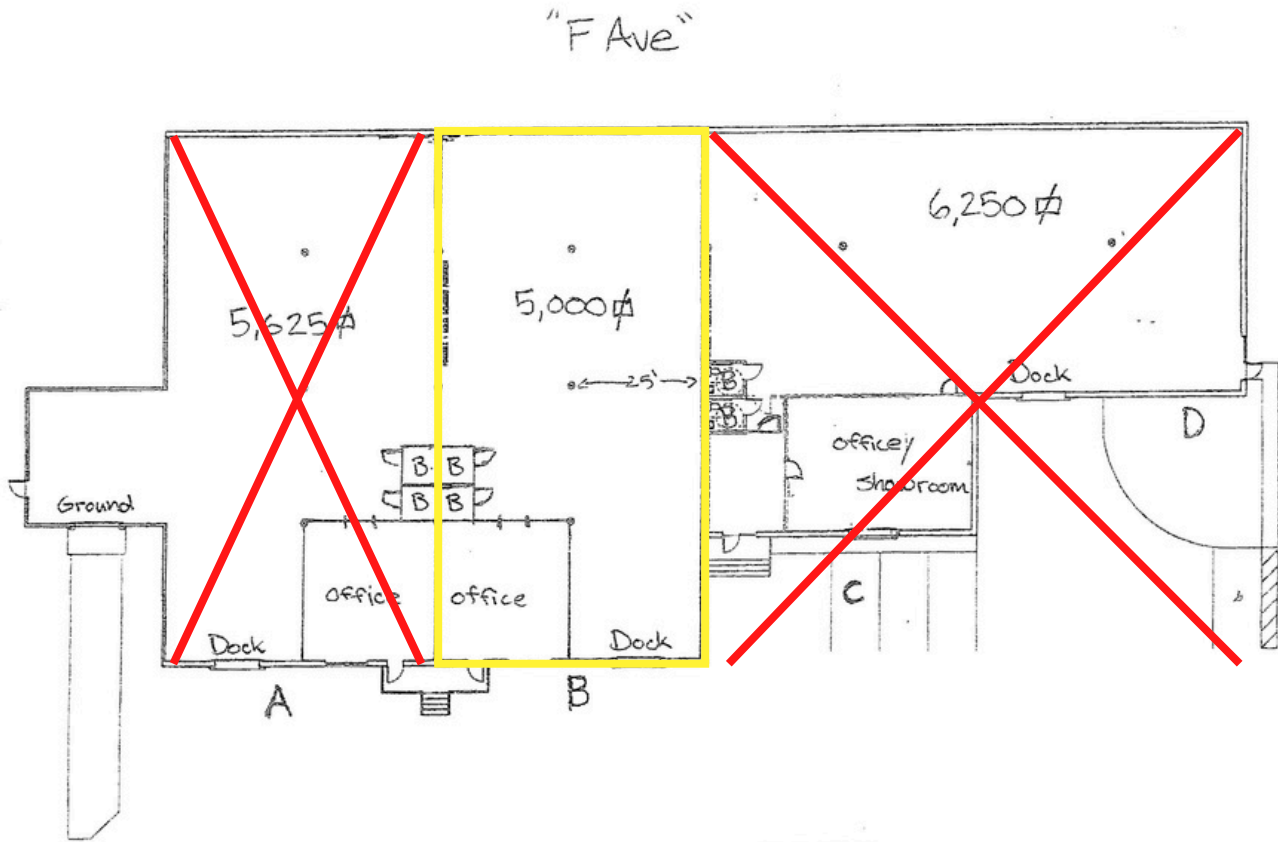 "F Ave"
6,250⏍
5,625⏍
5,000⏍
25'
Dock
D
B
B
office/
showroom
B B
B B
Ground
office
office
C
Dock
Dock
A
B